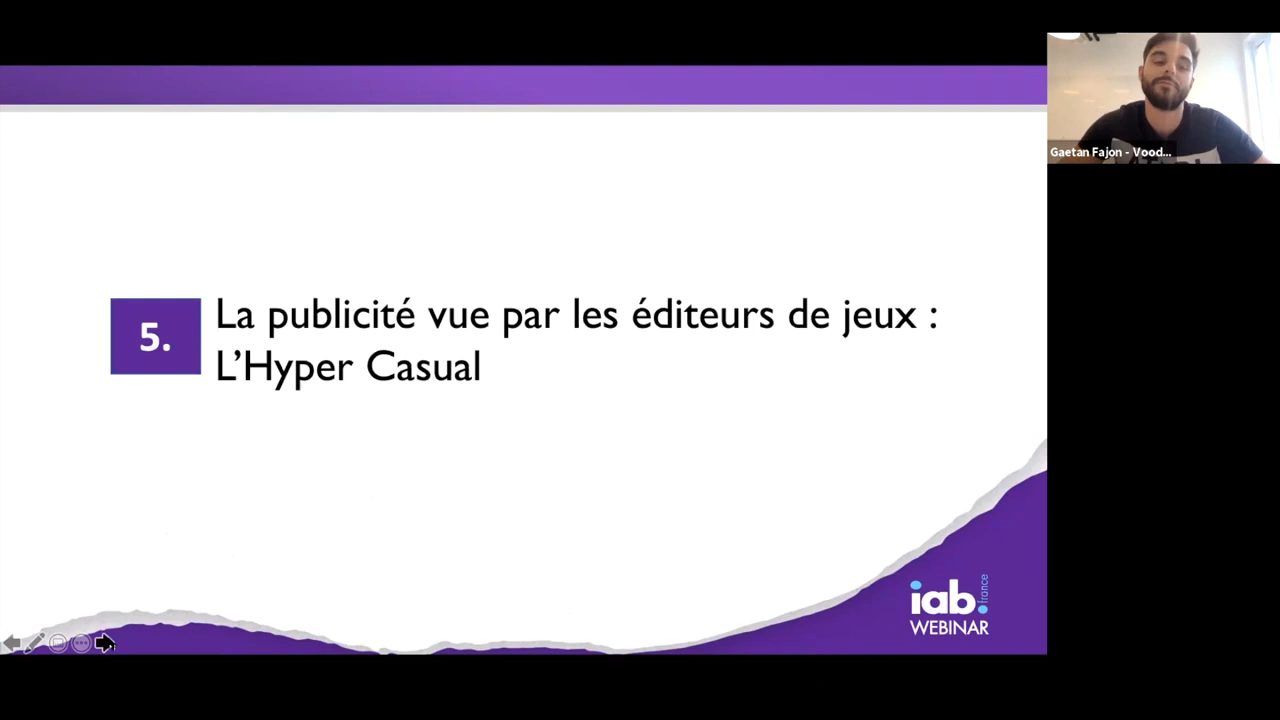 5.
La publicité vue par les éditeurs de jeux :
L’Hyper Casual
Gaetan Fajon - Vood...
iab.
france
WEBINAR